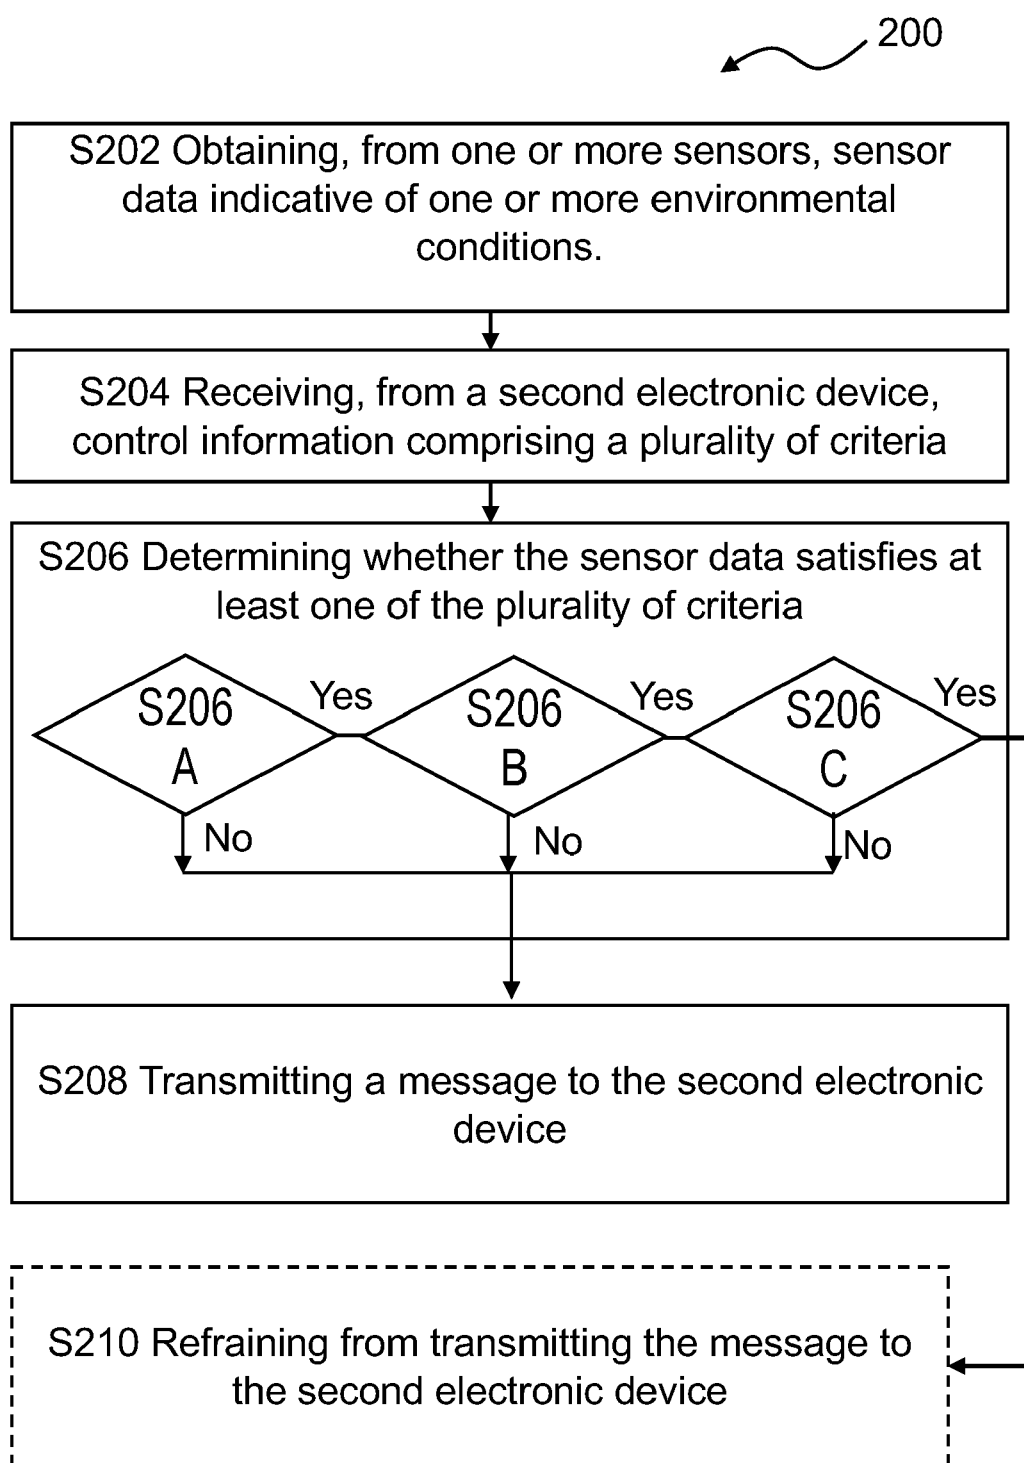 200
S202 Obtaining, from one or more sensors, sensor
data indicative of one or more environmental
conditions.
S204 Receiving, from a second electronic device,
control information comprising a plurality of criteria
S206 Determining whether the sensor data satisfies at
least one of the plurality of criteria
S206
A
Yes
S206
B
Yes
S206
C
Yes
No
No
No
S208 Transmitting a message to the second electronic
device
S210 Refraining from transmitting the message to
the second electronic device